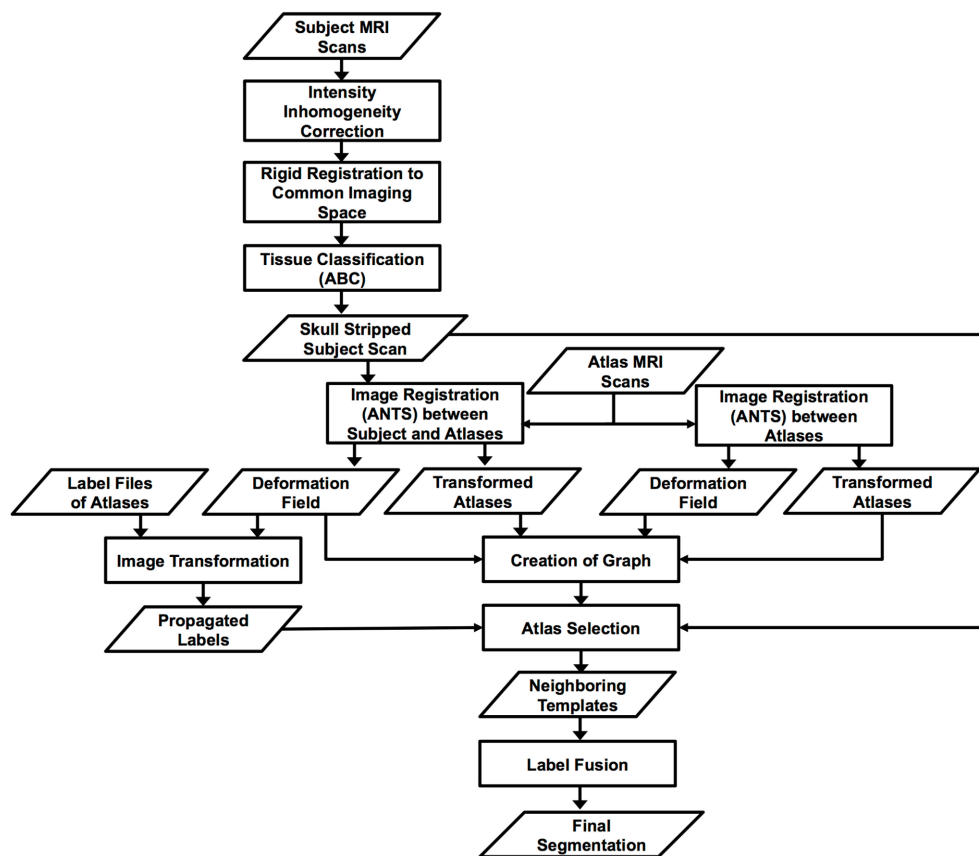 Subject MRI
Scans
Intensity
Inhomogeneity
Correction
Rigid Registration to
Common Imaging
Space
Tissue Classification
(ABC)
Skull Stripped
Subject Scan
Atlas MRI
Scans
Image Registration
(ANTS) between
Subject and Atlases
Image Registration
(ANTS) between
Atlases
Label Files
of Atlases
Deformation
Field
Transformed
Atlases
Deformation
Field
Transformed
Atlases
Image Transformation
Creation of Graph
Propagated
Labels
Atlas Selection
Neighboring
Templates
Label Fusion
Final
Segmentation